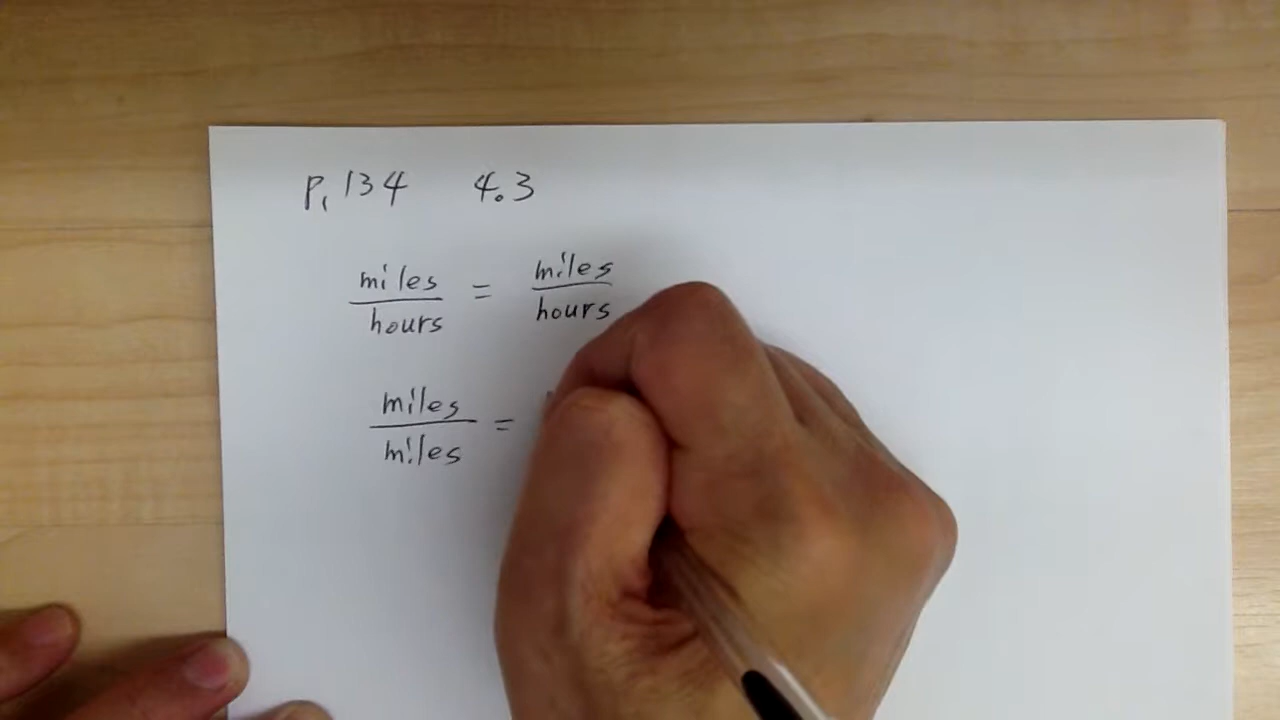 p. 134 4.3
miles = miles
hours hours
miles =
miles